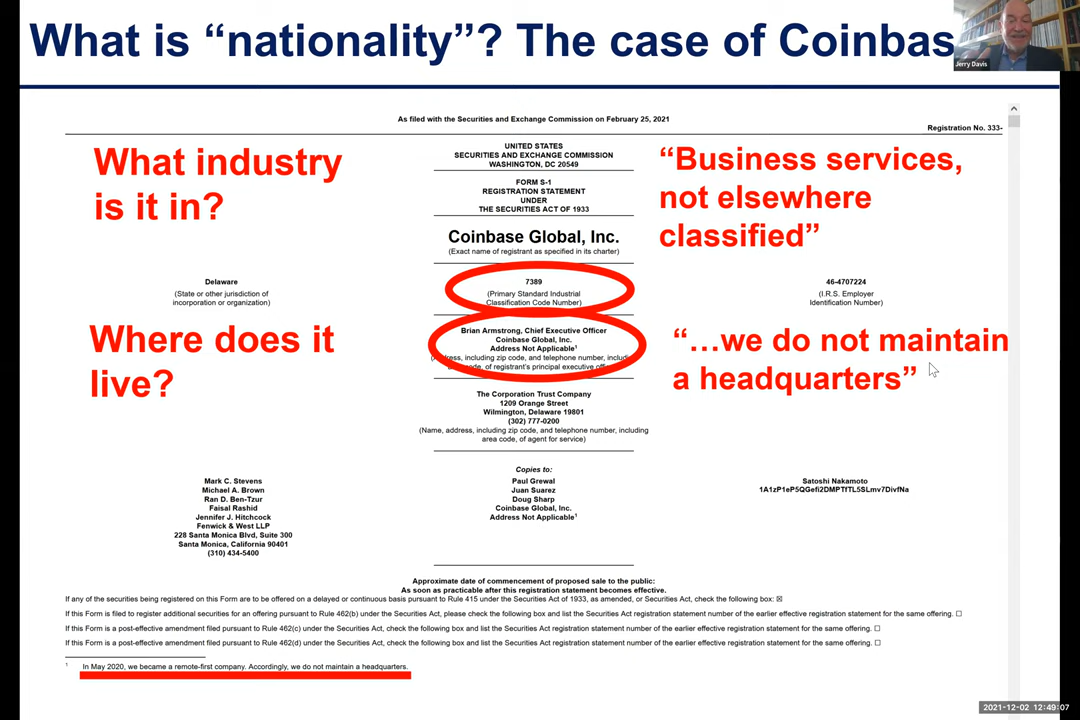 What is “nationality”? The case of Coinbas
Jerry Davis
As filed with the Securities and Exchange Commission on February 25, 2021
Registration No. 333-
What industry
is it in?
UNITED STATES
SECURITIES AND EXCHANGE COMMISSION
WASHINGTON, DC 20549
FORM S-1
REGISTRATION STATEMENT
UNDER
THE SECURITIES ACT OF 1933
“Business services,
not elsewhere
classified”
Coinbase Global, Inc.
(Exact name of registrant as specified in its charter)
Delaware
(State or other jurisdiction of
incorporation or organization)
7389
(Primary Standard Industrial
Classification Code Number)
46-4707224
(I.R.S. Employer
Identification Number)
Where does it
live?
Brian Armstrong, Chief Executive Officer
Coinbase Global, Inc.
Address Not Applicable¹
including zip code, and telephone number,
of registrant’s principal executive
“…we do not maintain
a headquarters”
The Corporation Trust Company
1209 Orange Street
Wilmington, Delaware 19801
(302) 777-0200
(Name, address, including zip code, and telephone number, including
area code, of agent for service)
Copies to:
Mark C. Stevens
Michael A. Brown
Ran D. Ben-Tzur
Faisal Rashid
Jennifer J. Hitchcock
Fenwick & West LLP
228 Santa Monica Blvd, Suite 300
Santa Monica, California 90401
(310) 434-5400
Paul Grewal
Juan Suarez
Doug Sharp
Coinbase Global, Inc.
Address Not Applicable¹
Satoshi Nakamoto
1A1zP1eP5QGefi2DMPTfTL5SLmv7DivfNa
Approximate date of commencement of proposed sale to the public:
As soon as practicable after this registration statement becomes effective.
If any of the securities being registered on this Form are to be offered on a delayed or continuous basis pursuant to Rule 415 under the Securities Act of 1933, as amended, or Securities Act, check the following box: ☒
If this Form is filed to register additional securities for an offering pursuant to Rule 462(b) under the Securities Act, please check the following box and list the Securities Act registration statement number of the earlier effective registration statement for the same offering. ☐
If this Form is a post-effective amendment filed pursuant to Rule 462(c) under the Securities Act, check the following box and list the Securities Act registration statement number of the earlier effective registration statement for the same offering. ☐
If this Form is a post-effective amendment filed pursuant to Rule 462(d) under the Securities Act, check the following box and list the Securities Act registration statement number of the earlier effective registration statement for the same offering. ☐
1 In May 2020, we became a remote-first company. Accordingly, we do not maintain a headquarters.
2021-12-02 12:49:07